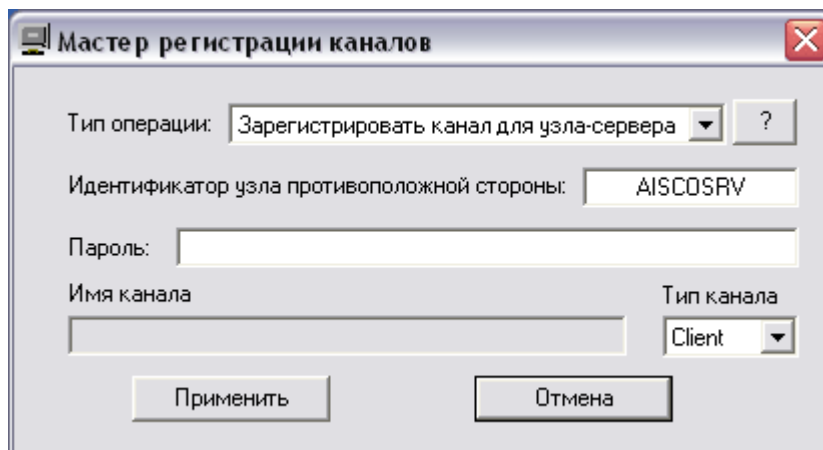 Мастер регистрации каналов
Тип операции: Зарегистрировать канал для узла-сервера ?
Идентификатор узла противоположной стороны: AISCOSRV
Пароль:
Имя канала Тип канала
Client
Применить Отмена